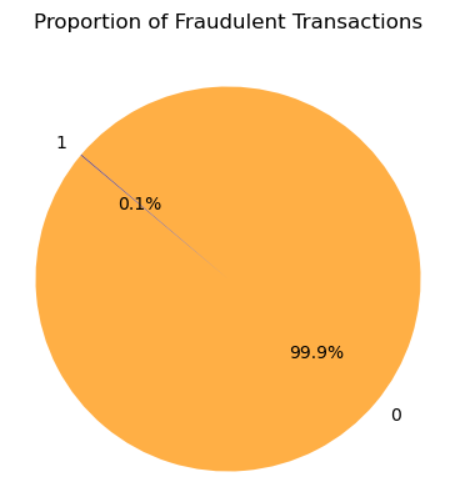 Proportion of Fraudulent Transactions
1
0.1%
99.9%
0